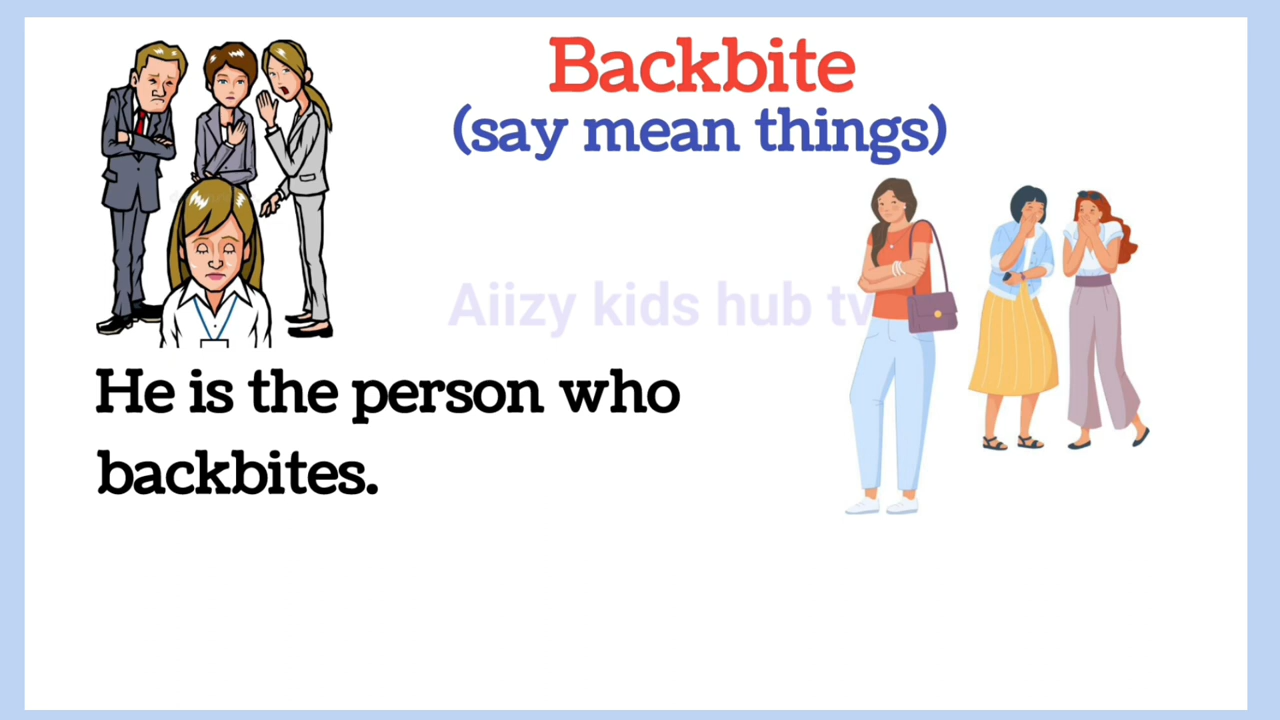 Backbite
(say mean things)
Aiizy kids hub tv
He is the person who
backbites.